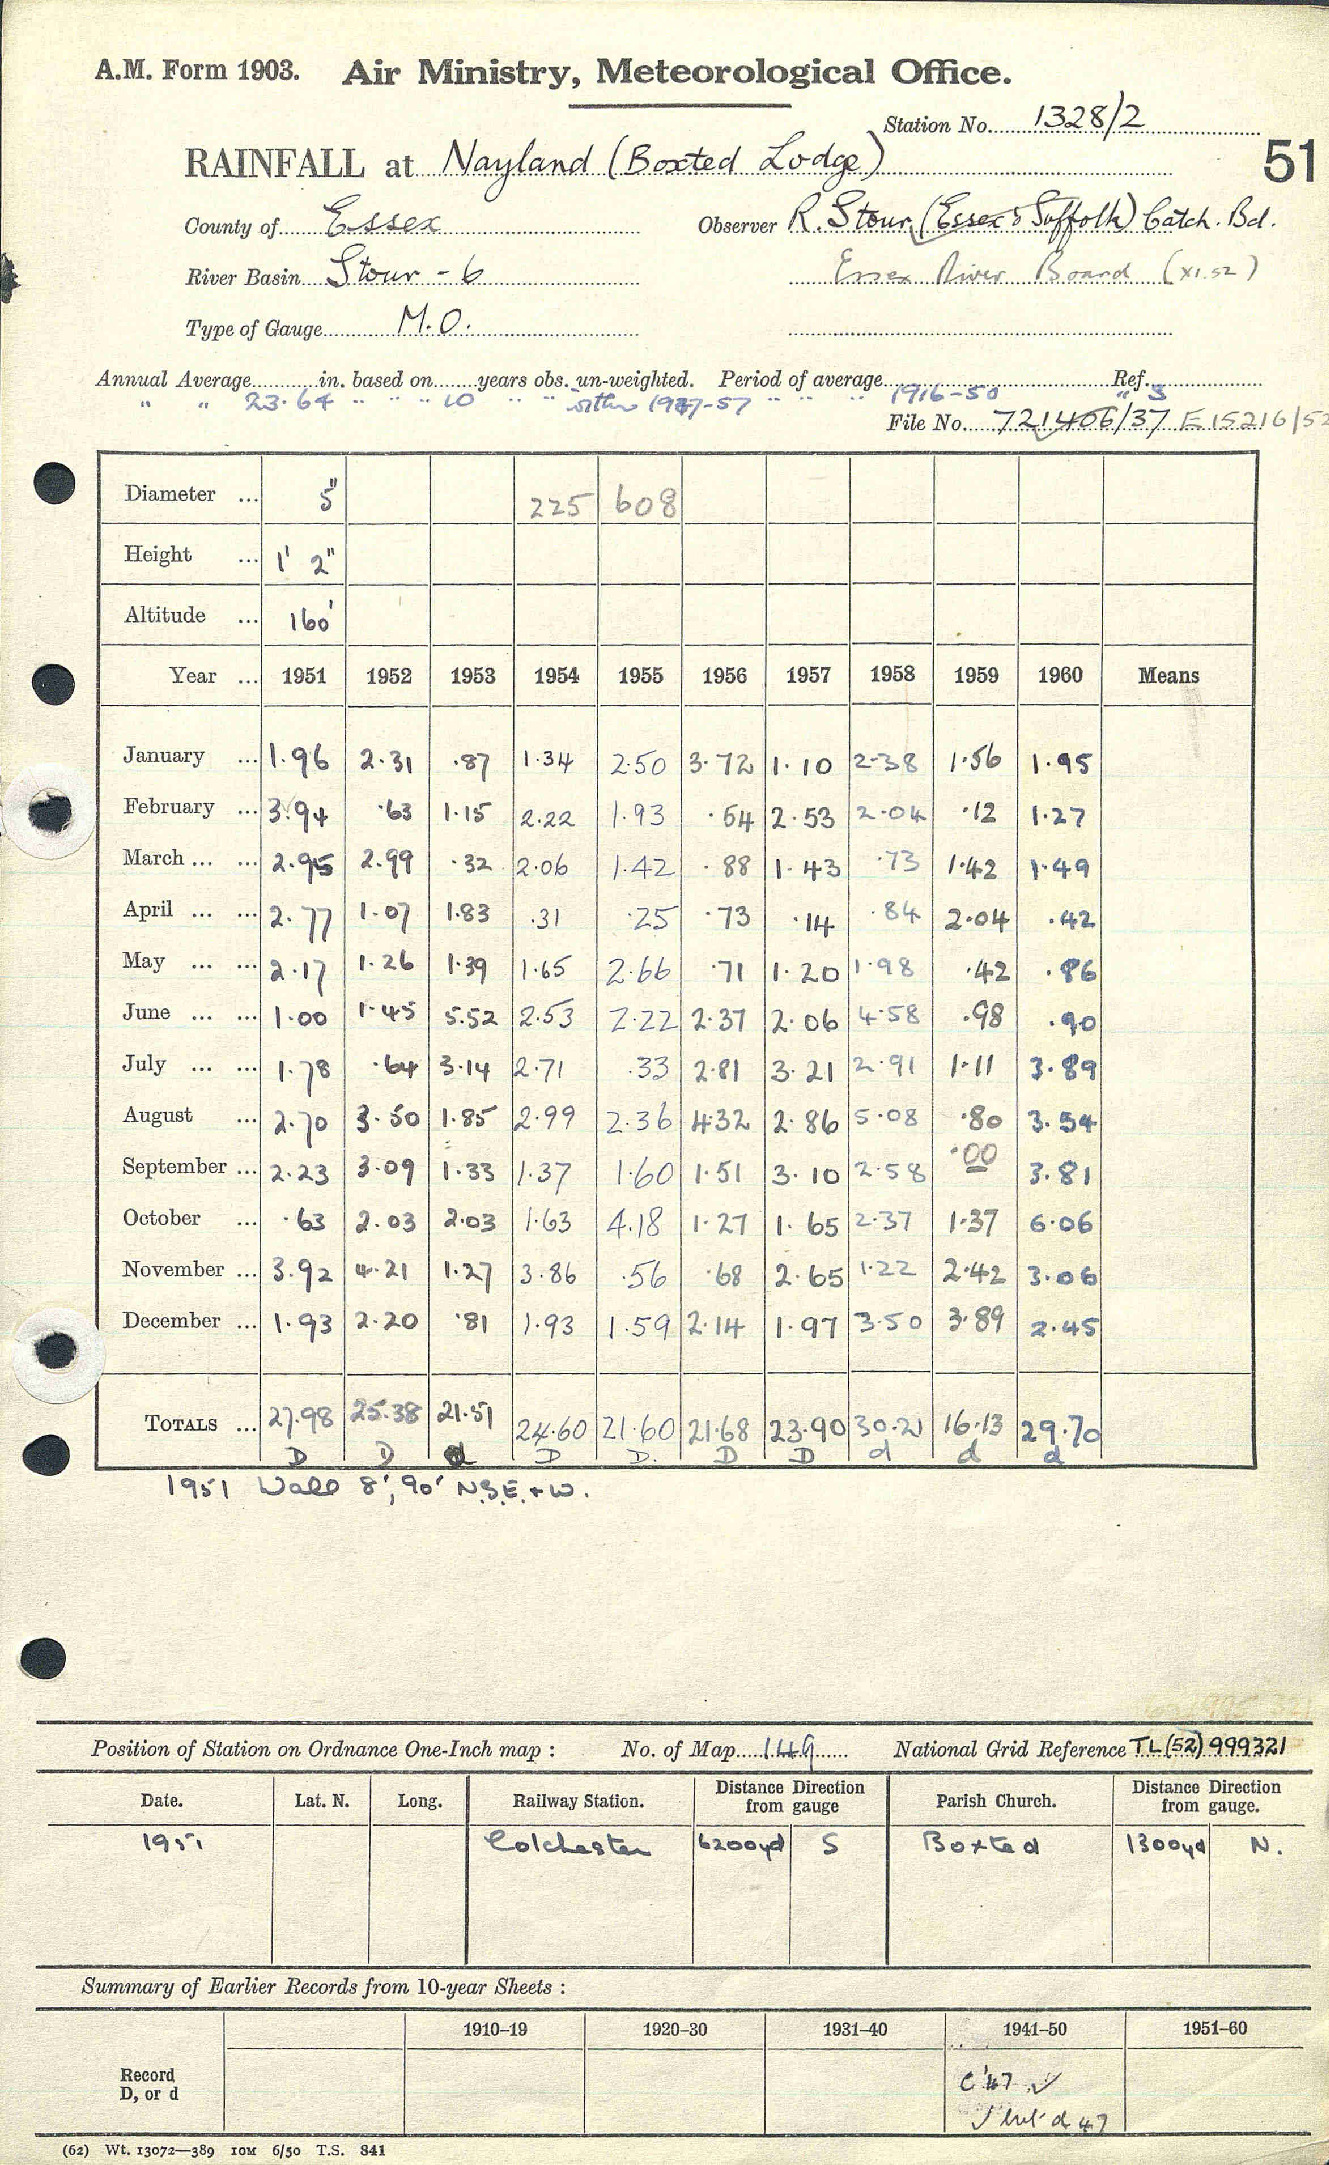 A.M. Form 1903. Air Ministry, Meteorological Office.
Station No. 1328/2
RAINFALL at Nayland (Boxted Lodge)
51
County of Essex Observer R. Stour (Essex & Suffolk) Catch. Bd.
River Basin Stour - 6 Essex River Board (XI.52)
Type of Gauge M.O.
Annual Average in. based on years obs. un-weighted. Period of average Ref.
" " 23.64 " " " 10 " " 1937-57 " " " 1916-50 " 3
File No. 721406/37 E15216/52
Diameter ... 5" 225 608
Height ... 1' 2"
Altitude ... 160'
Year ... 1951 1952 1953 1954 1955 1956 1957 1958 1959 1960 Means
January ... 1.96 2.31 .87 1.34 2.50 3.72 1.10 2.38 1.56 1.95
February ... 3.94 .63 1.15 2.22 1.93 .54 2.53 2.04 .12 1.27
March ... ... 2.95 2.99 .32 2.06 1.42 .88 1.43 .73 1.42 1.49
April ... ... 2.77 1.07 1.83 .31 .25 .73 .14 .84 2.04 .42
May ... ... 2.17 1.26 1.39 1.65 2.66 .71 1.20 1.98 .42 .86
June ... ... 1.00 1.45 5.52 2.53 2.22 2.37 2.06 4.58 .98 .90
July ... ... 1.78 .64 3.14 2.71 .33 2.81 3.21 2.91 1.11 3.89
August ... 2.70 3.50 1.85 2.99 2.36 4.32 2.86 5.08 .80 3.54
September ... 2.23 3.09 1.33 1.37 1.60 1.51 3.10 2.58 .00 3.81
October ... .63 2.03 2.03 1.63 4.18 1.27 1.65 2.37 1.37 6.06
November ... 3.92 4.21 1.27 3.86 .56 .68 2.65 1.22 2.42 3.06
December ... 1.93 2.20 .81 1.93 1.59 2.14 1.97 3.50 3.89 2.45
TOTALS ... 27.98 25.38 21.51 24.60 21.60 21.68 23.90 30.21 16.13 29.70
D D d D D. D D d d d
1951 Wall 8', 90' N.S.E. + W.
Position of Station on Ordnance One-Inch map : No. of Map 149 National Grid Reference TL (52) 999321
Date. Lat. N. Long. Railway Station. Distance Direction from gauge Parish Church. Distance Direction from gauge.
1951 Colchester 6200yd S Boxted 1300yd N.
Summary of Earlier Records from 10-year Sheets :
1910–19 1920–30 1931–40 1941–50 1951–60
Record D, or d
C '47 ✓
d 47
(62) Wt. 13072—389 10M 6/50 T.S. 841